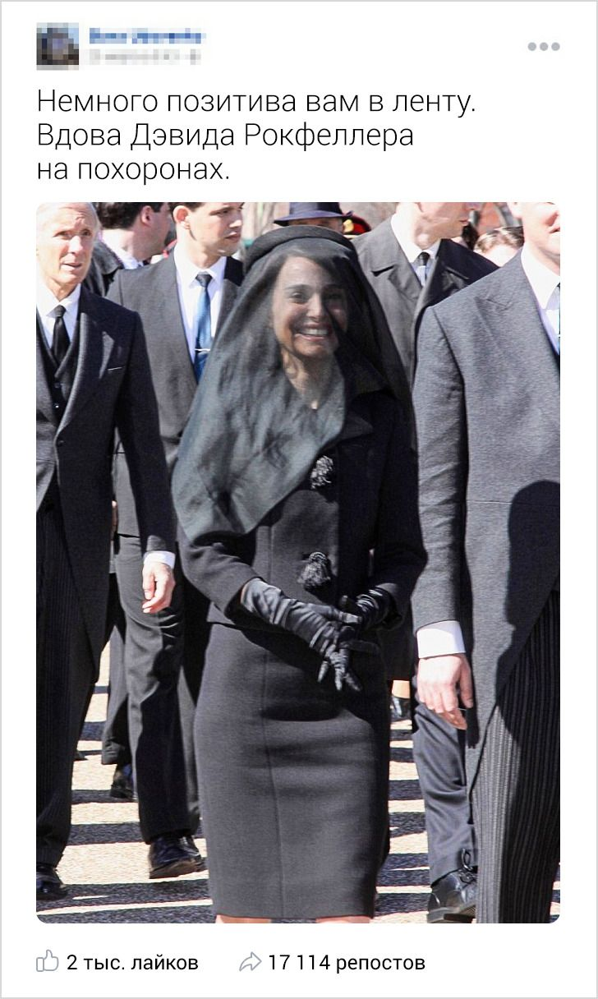 Немного позитива вам в ленту.
Вдова Дэвида Рокфеллера
на похоронах.
2 тыс. лайков
17 114 репостов